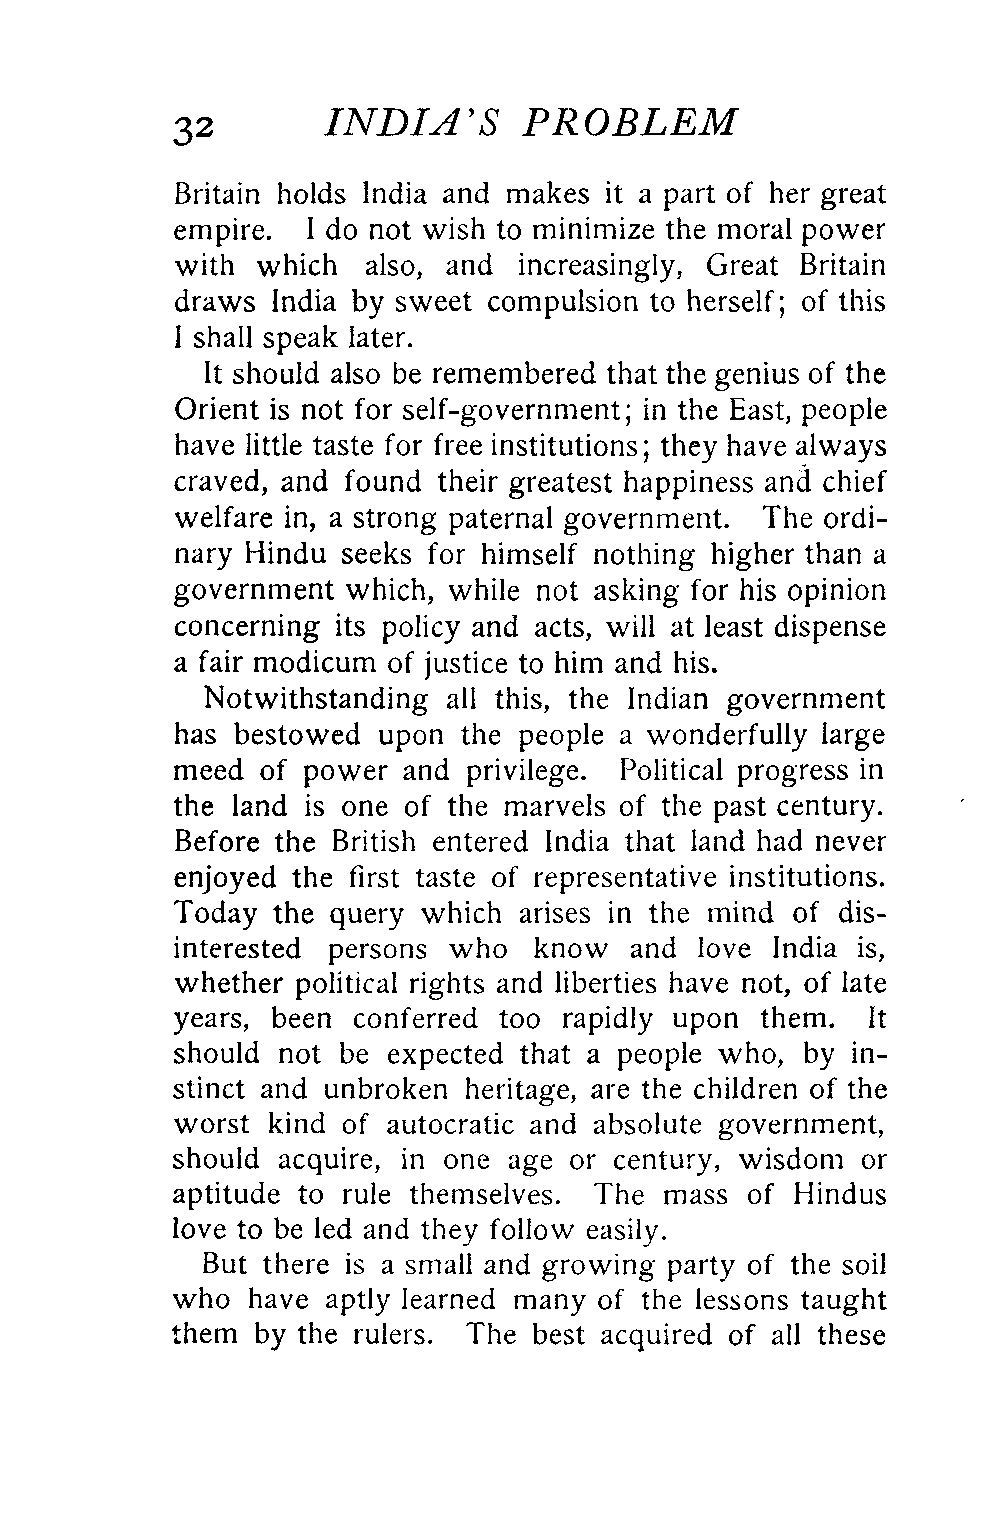 32 INDIA'S PROBLEM
Britain holds India and makes it a part of her great
empire. I do not wish to minimize the moral power
with which also, and increasingly, Great Britain
draws India by sweet compulsion to herself; of this
I shall speak later.
It should also be remembered that the genius of the
Orient is not for self-government; in the East, people
have little taste for free institutions; they have always
craved, and found their greatest happiness and chief
welfare in, a strong paternal government. The ordi-
nary Hindu seeks for himself nothing higher than a
government which, while not asking for his opinion
concerning its policy and acts, will at least dispense
a fair modicum of justice to him and his.
Notwithstanding all this, the Indian government
has bestowed upon the people a wonderfully large
meed of power and privilege. Political progress in
the land is one of the marvels of the past century.
Before the British entered India that land had never
enjoyed the first taste of representative institutions.
Today the query which arises in the mind of dis-
interested persons who know and love India is,
whether political rights and liberties have not, of late
years, been conferred too rapidly upon them. It
should not be expected that a people who, by in-
stinct and unbroken heritage, are the children of the
worst kind of autocratic and absolute government,
should acquire, in one age or century, wisdom or
aptitude to rule themselves. The mass of Hindus
love to be led and they follow easily.
But there is a small and growing party of the soil
who have aptly learned many of the lessons taught
them by the rulers. The best acquired of all these